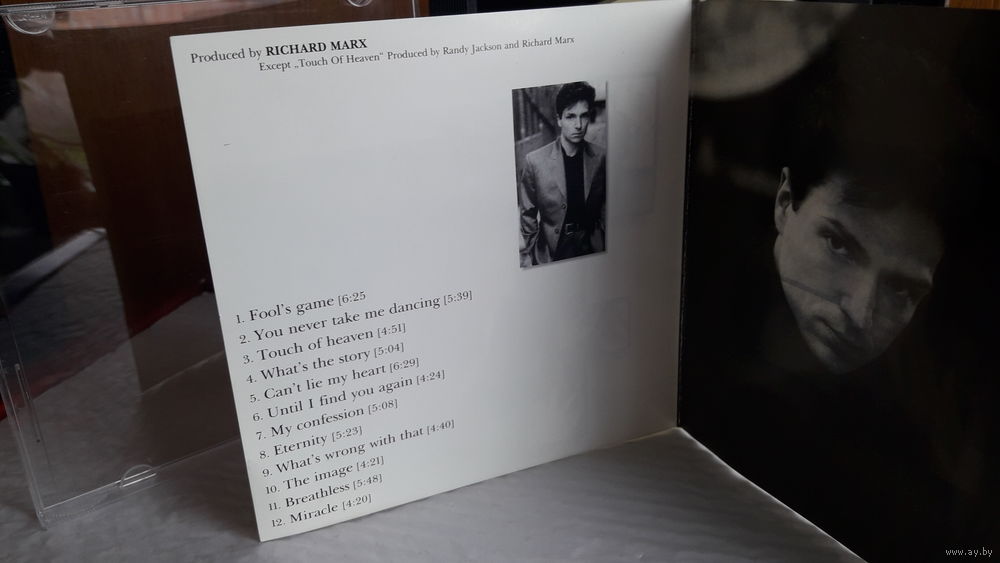 Produced by RICHARD MARX
Except „Touch Of Heaven“ Produced by Randy Jackson and Richard Marx
1. Fool's game [6:25
2. You never take me dancing [5:39]
3. Touch of heaven [4:51]
4. What's the story [5:04]
5. Can't lie my heart [6:29]
6. Until I find you again [4:24]
7. My confession [5:08]
8. Eternity [5:23]
9. What's wrong with that [4:40]
10. The image [4:21]
11. Breathless [5:48]
12. Miracle [4:20]
www.ay.by